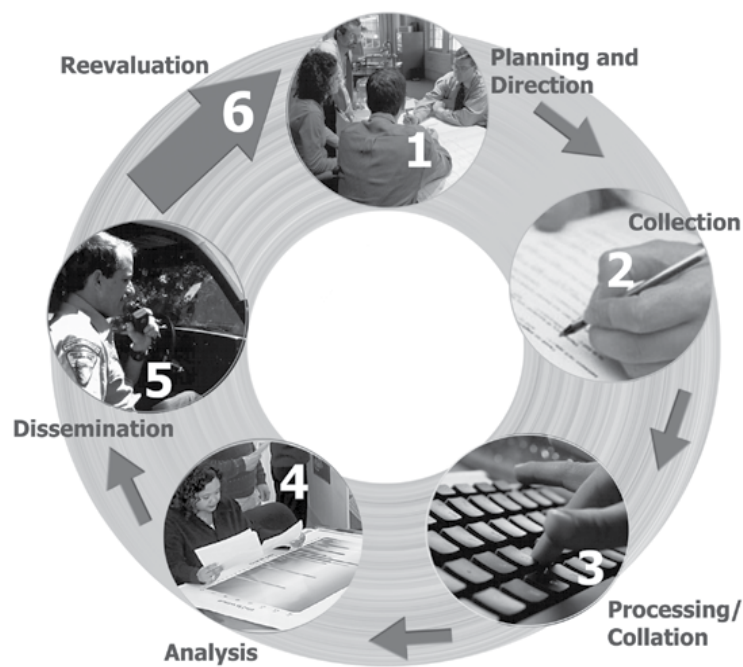 Planning and
Direction
1
Collection
2
3
Processing/
Collation
4
Analysis
5
Dissemination
Reevaluation
6